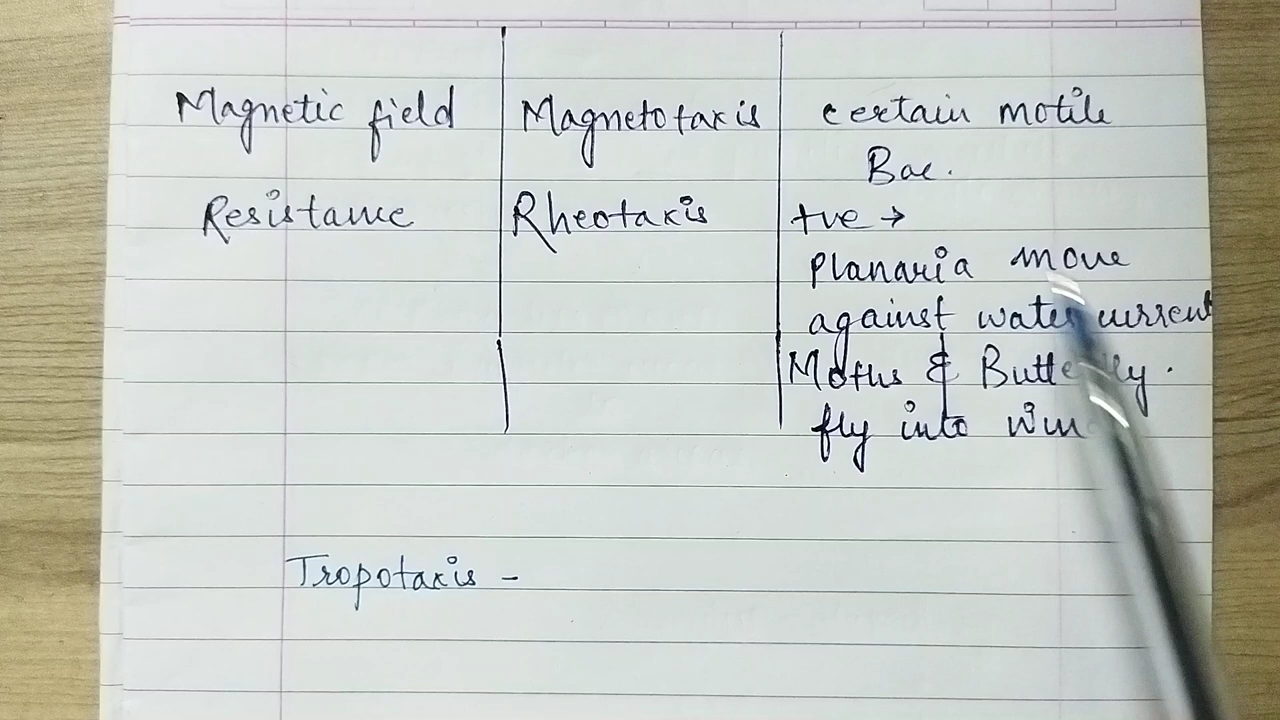 Magnetic field Magnetotaxis certain motile
Bac.
Resistance Rheotaxis +ve →
Planaria move
against water current
Moths & Butterfly.
fly into
Tropotaxis -